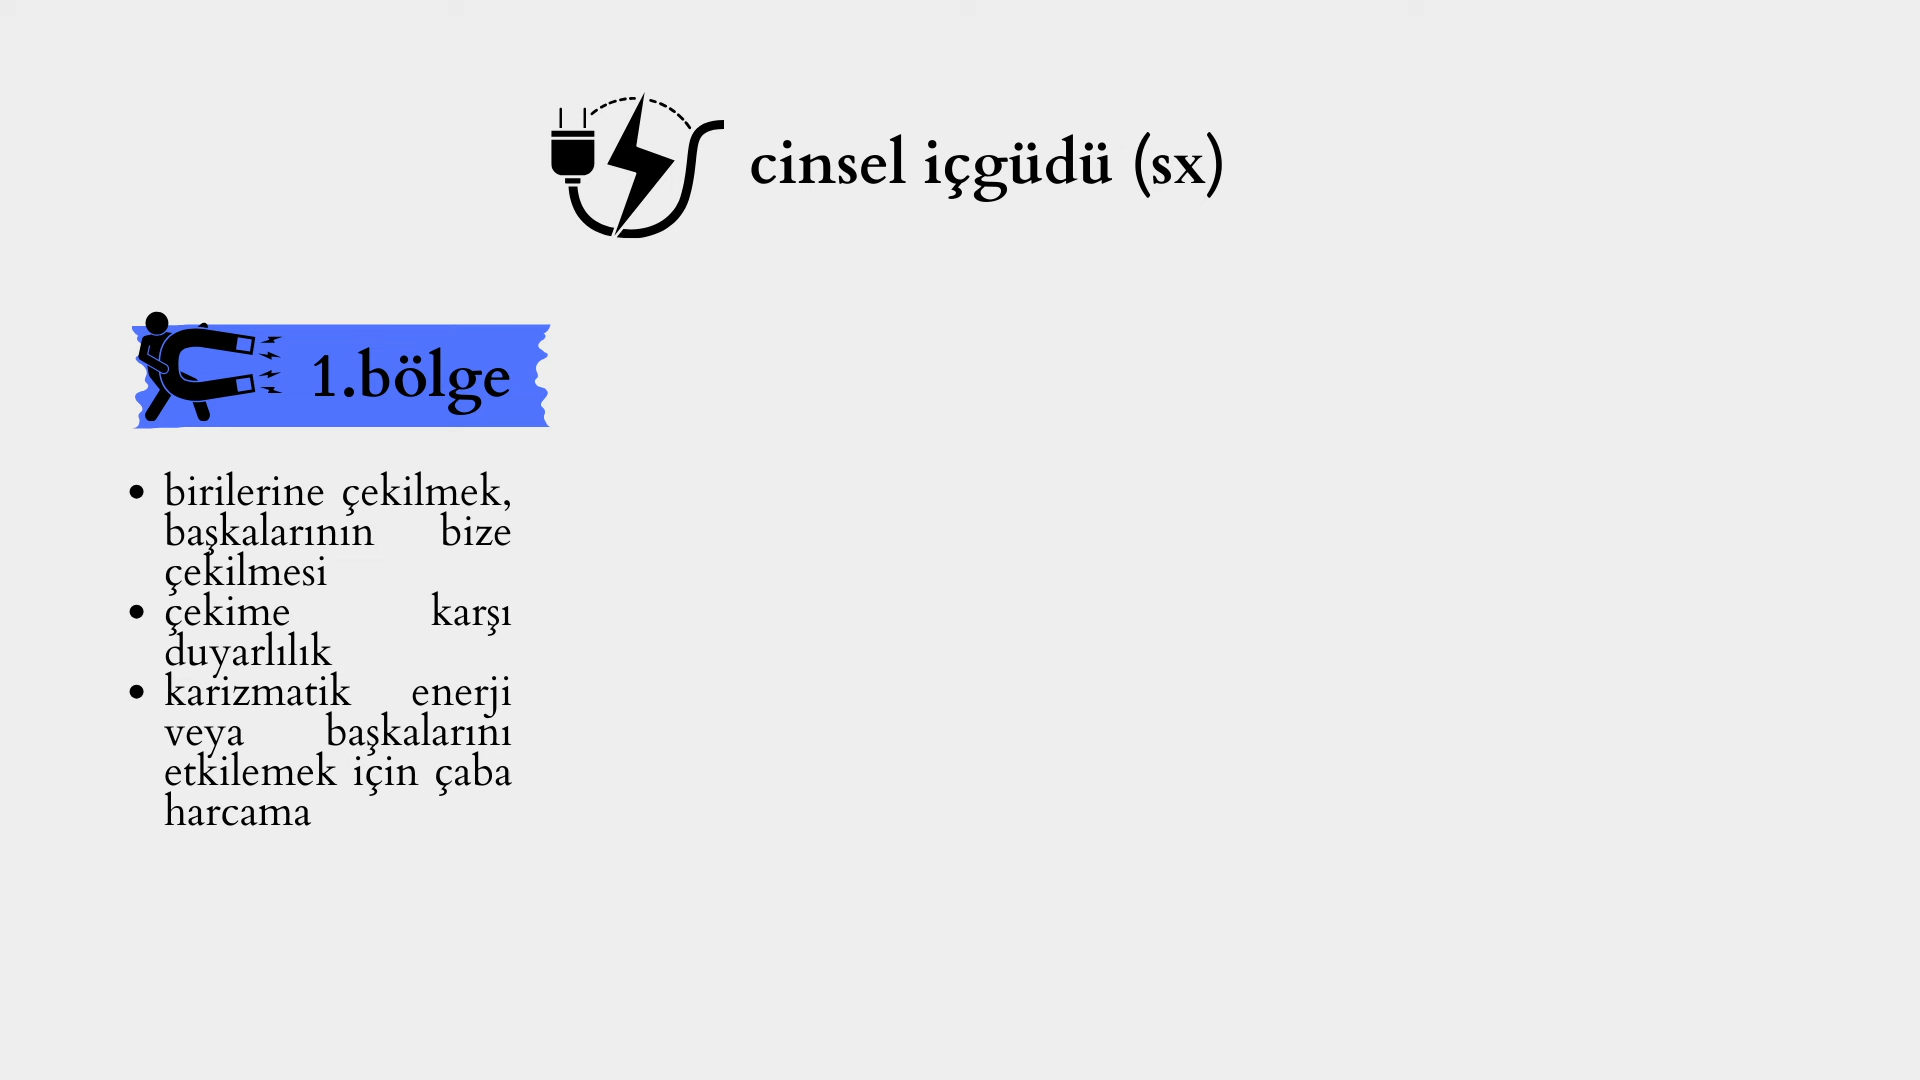 cinsel içgüdü (sx)
1.bölge
birilerine çekilmek,
başkalarının bize
çekilmesi
çekime karşı
duyarlılık
karizmatik enerji
veya başkalarını
etkilemek için çaba
harcama